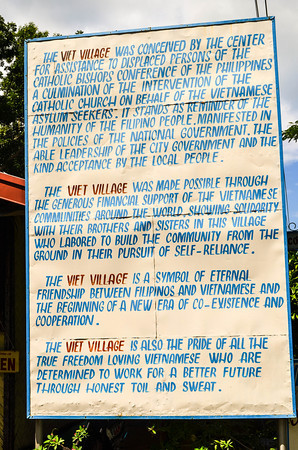 THE VIET VILLAGE WAS CONCEIVED BY THE CENTER
FOR ASSISTANCE TO DISPLACED PERSONS OF THE
CATHOLIC BISHOPS CONFERENCE OF THE PHILIPPINES
A CULMINATION OF THE INTERVENTION OF THE
CATHOLIC CHURCH ON BEHALF OF THE VIETNAMESE
ASYLUM SEEKERS. IT STANDS AS REMINDER OF THE
HUMANITY OF THE FILIPINO PEOPLE, MANIFESTED IN
THE POLICIES OF THE NATIONAL GOVERNMENT, THE
ABLE LEADERSHIP OF THE CITY GOVERNMENT AND THE
KIND ACCEPTANCE BY THE LOCAL PEOPLE.
THE VIET VILLAGE WAS MADE POSSIBLE THROUGH
THE GENEROUS FINANCIAL SUPPORT OF THE VIETNAMESE
COMMUNITIES AROUND THE WORLD, SHOWING SOLIDARITY
WITH THEIR BROTHERS AND SISTERS IN THIS VILLAGE
WHO LABORED TO BUILD THE COMMUNITY FROM THE
GROUND IN THEIR PURSUIT OF SELF-RELIANCE.
THE VIET VILLAGE IS A SYMBOL OF ETERNAL
FRIENDSHIP BETWEEN FILIPINOS AND VIETNAMESE AND
THE BEGINNING OF A NEW ERA OF CO-EXISTENCE AND
COOPERATION.
THE VIET VILLAGE IS ALSO THE PRIDE OF ALL THE
TRUE FREEDOM LOVING VIETNAMESE WHO ARE
DETERMINED TO WORK FOR A BETTER FUTURE
THROUGH HONEST TOIL AND SWEAT.